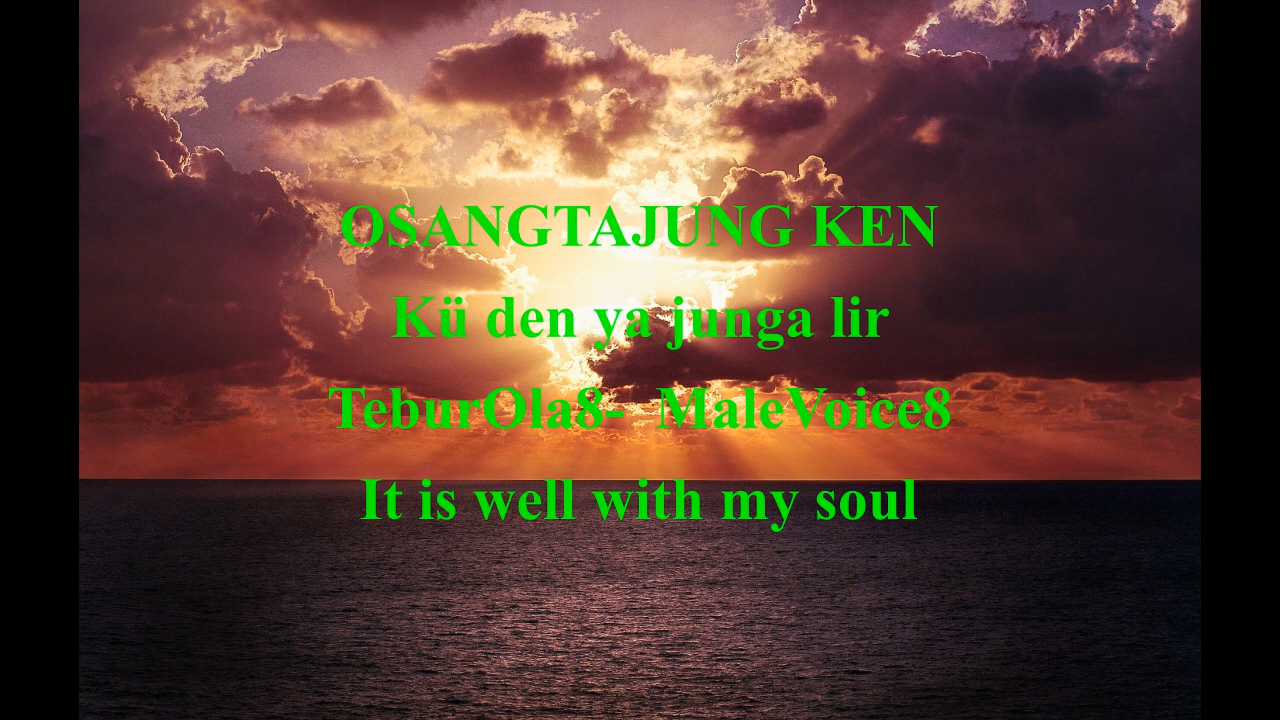 OSANGTAJUNG KEN
Kü den ya junga lir
TeburOla8-  MaleVoice8
It is well with my soul